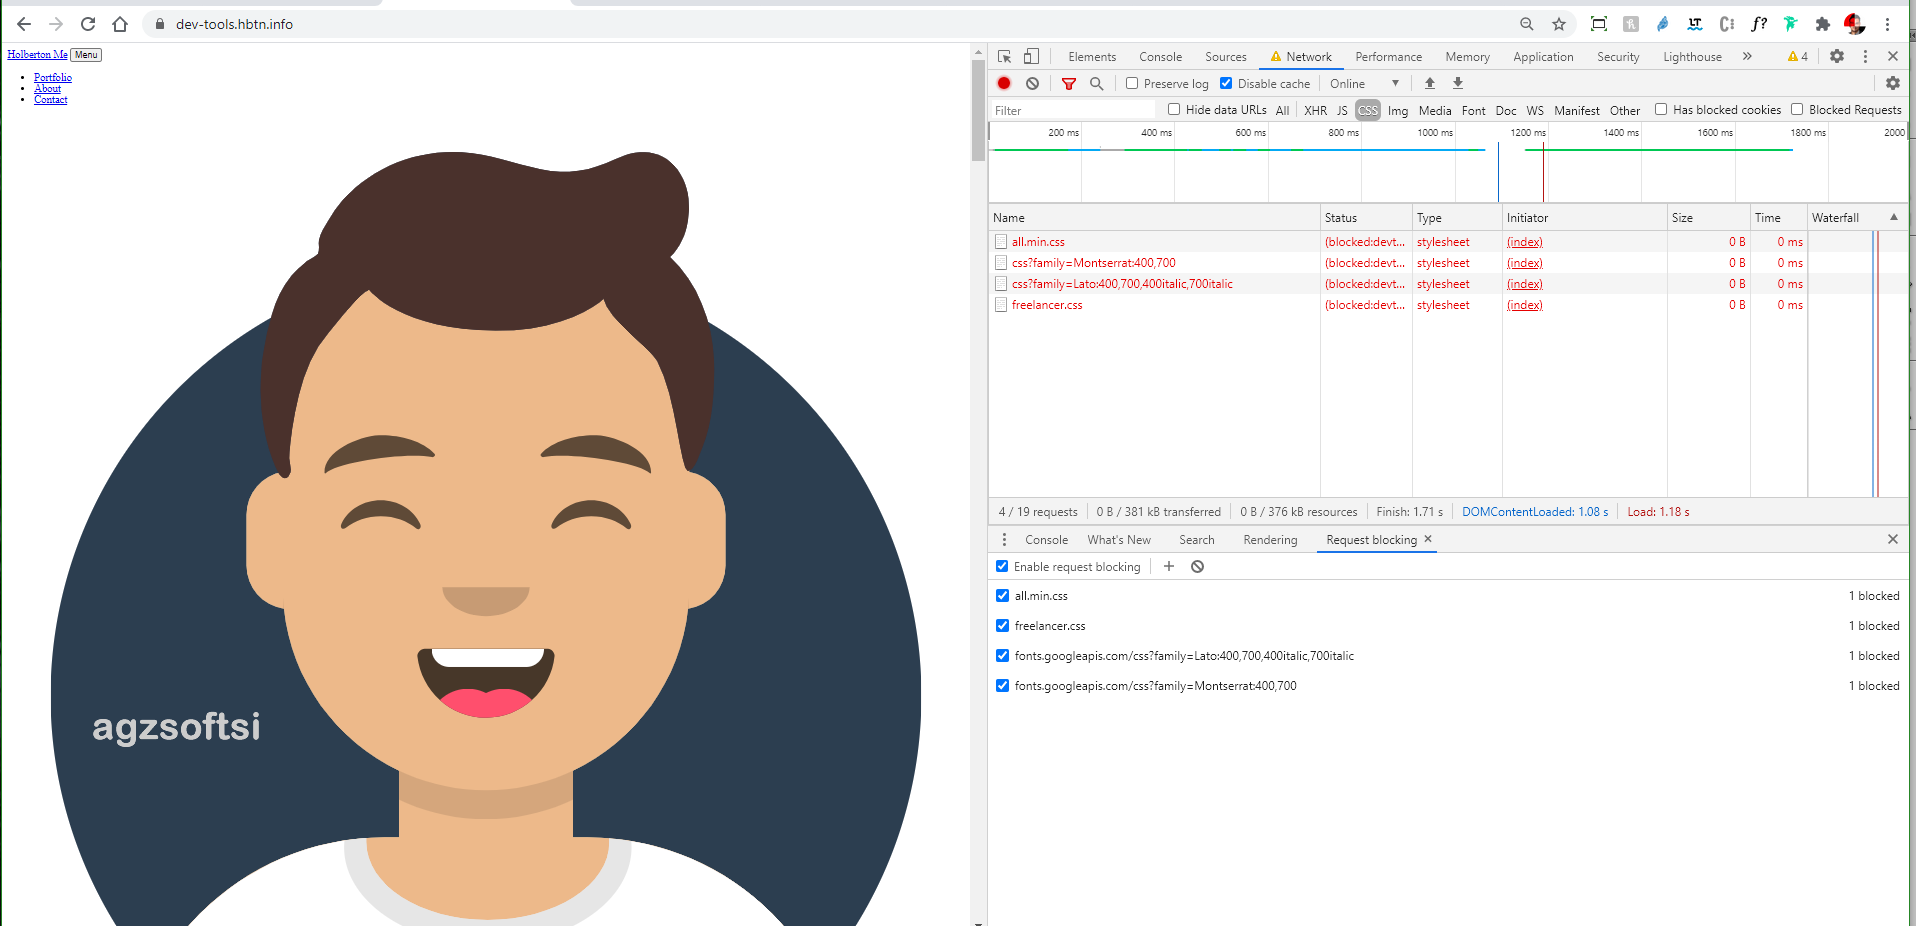 dev-tools.hbtn.info
Holberton Me Menu
Portfolio
About
Contact
agzsoftsi
Elements Console Sources Network Performance Memory Application Security Lighthouse » 4
Preserve log Disable cache Online
Filter Hide data URLs All XHR JS CSS Img Media Font Doc WS Manifest Other Has blocked cookies Blocked Requests
200 ms 400 ms 600 ms 800 ms 1000 ms 1200 ms 1400 ms 1600 ms 1800 ms 2000
Name Status Type Initiator Size Time Waterfall
all.min.css (blocked:devt... stylesheet (index) 0 B 0 ms
css?family=Montserrat:400,700 (blocked:devt... stylesheet (index) 0 B 0 ms
css?family=Lato:400,700,400italic,700italic (blocked:devt... stylesheet (index) 0 B 0 ms
freelancer.css (blocked:devt... stylesheet (index) 0 B 0 ms
4 / 19 requests 0 B / 381 kB transferred 0 B / 376 kB resources Finish: 1.71 s DOMContentLoaded: 1.08 s Load: 1.18 s
Console What's New Search Rendering Request blocking
Enable request blocking
all.min.css 1 blocked
freelancer.css 1 blocked
fonts.googleapis.com/css?family=Lato:400,700,400italic,700italic 1 blocked
fonts.googleapis.com/css?family=Montserrat:400,700 1 blocked